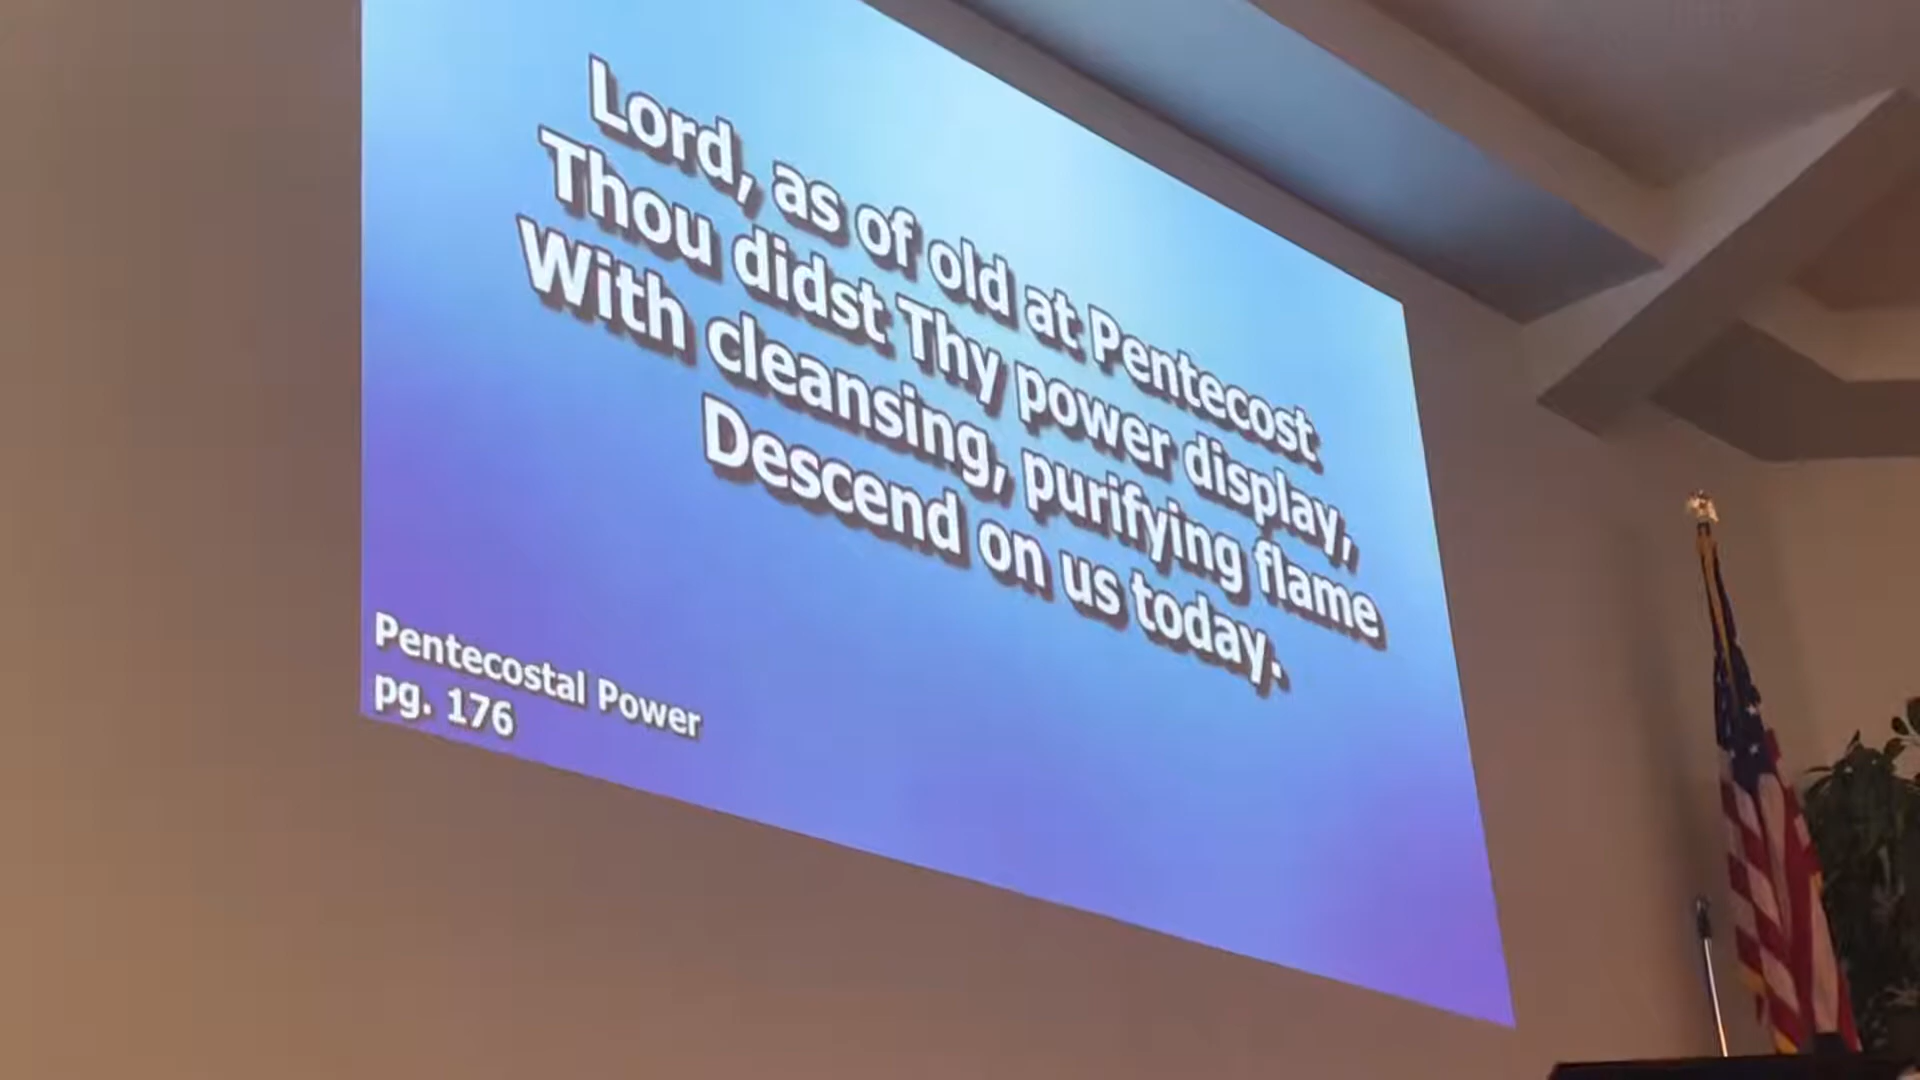 Lord, as of old at Pentecost
Thou didst Thy power display,
With cleansing, purifying flame
Descend on us today.
Pentecostal Power
pg. 176